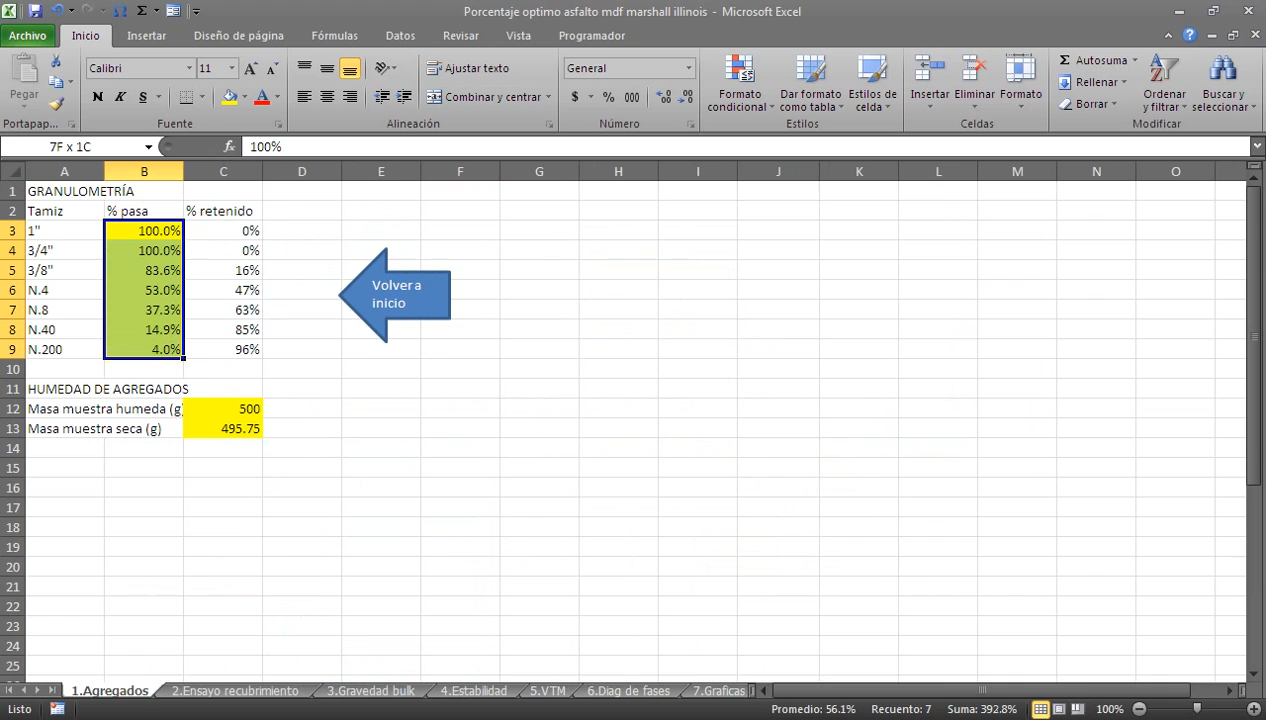 Porcentaje optimo asfalto mdf marshall illinois - Microsoft Excel
Archivo Inicio Insertar Diseño de página Fórmulas Datos Revisar Vista Programador
Pegar
Portapap...
Calibri 11
N K S
Fuente
Ajustar texto
Combinar y centrar
Alineación
General
$ % 000
Número
Formato condicional
Dar formato como tabla
Estilos de celda
Estilos
Insertar Eliminar Formato
Celdas
Σ Autosuma
Rellenar
Borrar
Ordenar y filtrar
Buscar y seleccionar
Modificar
7F x 1C fx 100%
A B C D E F G H I J K L M N O
1 GRANULOMETRÍA
2 Tamiz % pasa % retenido
3 1" 100.0% 0%
4 3/4" 100.0% 0%
5 3/8" 83.6% 16%
6 N.4 53.0% 47%
7 N.8 37.3% 63%
8 N.40 14.9% 85%
9 N.200 4.0% 96%
Volver a
inicio
10
11 HUMEDAD DE AGREGADOS
12 Masa muestra humeda (g) 500
13 Masa muestra seca (g) 495.75
14
15
16
17
18
19
20
21
22
23
24
25
1.Agregados 2.Ensayo recubrimiento 3.Gravedad bulk 4.Estabilidad 5.VTM 6.Diag de fases 7.Graficas
Listo Promedio: 56.1% Recuento: 7 Suma: 392.8% 100%